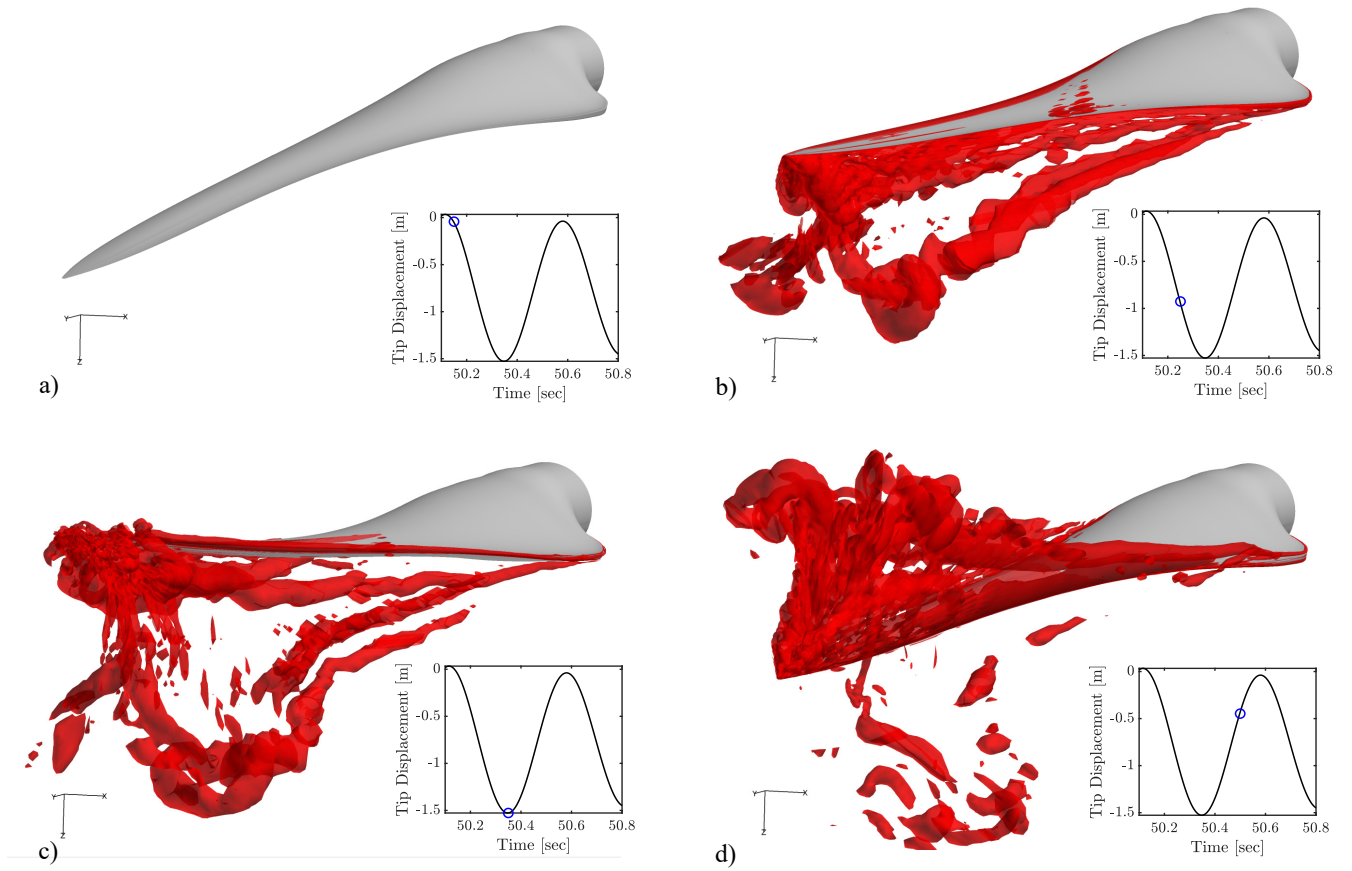 0
-0.5
-1
-1.5
Tip Displacement [m]
50.2 50.4 50.6 50.8
Time [sec]
Y X
Z
a)
0
-0.5
-1
-1.5
Tip Displacement [m]
50.2 50.4 50.6 50.8
Time [sec]
Y X
Z
b)
0
-0.5
-1
-1.5
Tip Displacement [m]
50.2 50.4 50.6 50.8
Time [sec]
Y X
Z
c)
0
-0.5
-1
-1.5
Tip Displacement [m]
50.2 50.4 50.6 50.8
Time [sec]
Y X
Z
d)